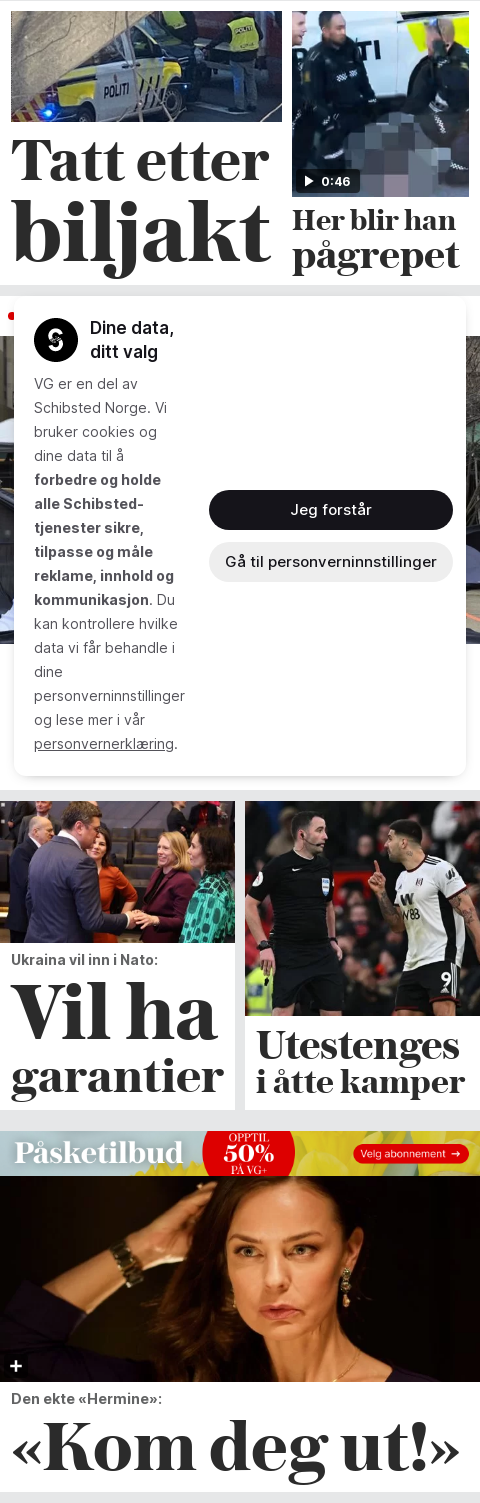 POLITI
POLITI
0:46
Tatt etter
biljakt
Her blir han
pågrepet
Dine data,
ditt valg
VG er en del av
Schibsted Norge. Vi
bruker cookies og
dine data til å
forbedre og holde
alle Schibsted-
tjenester sikre,
tilpasse og måle
reklame, innhold og
kommunikasjon. Du
kan kontrollere hvilke
data vi får behandle i
dine
personverninnstillinger
og lese mer i vår
personvernerklæring.
Jeg forstår
Gå til personverninnstillinger
Ukraina vil inn i Nato:
Vil ha
garantier
W88
9
Utestenges
i åtte kamper
Påsketilbud
OPPTIL
50%
PÅ VG+
Velg abonnement →
Den ekte «Hermine»:
«Kom deg ut!»